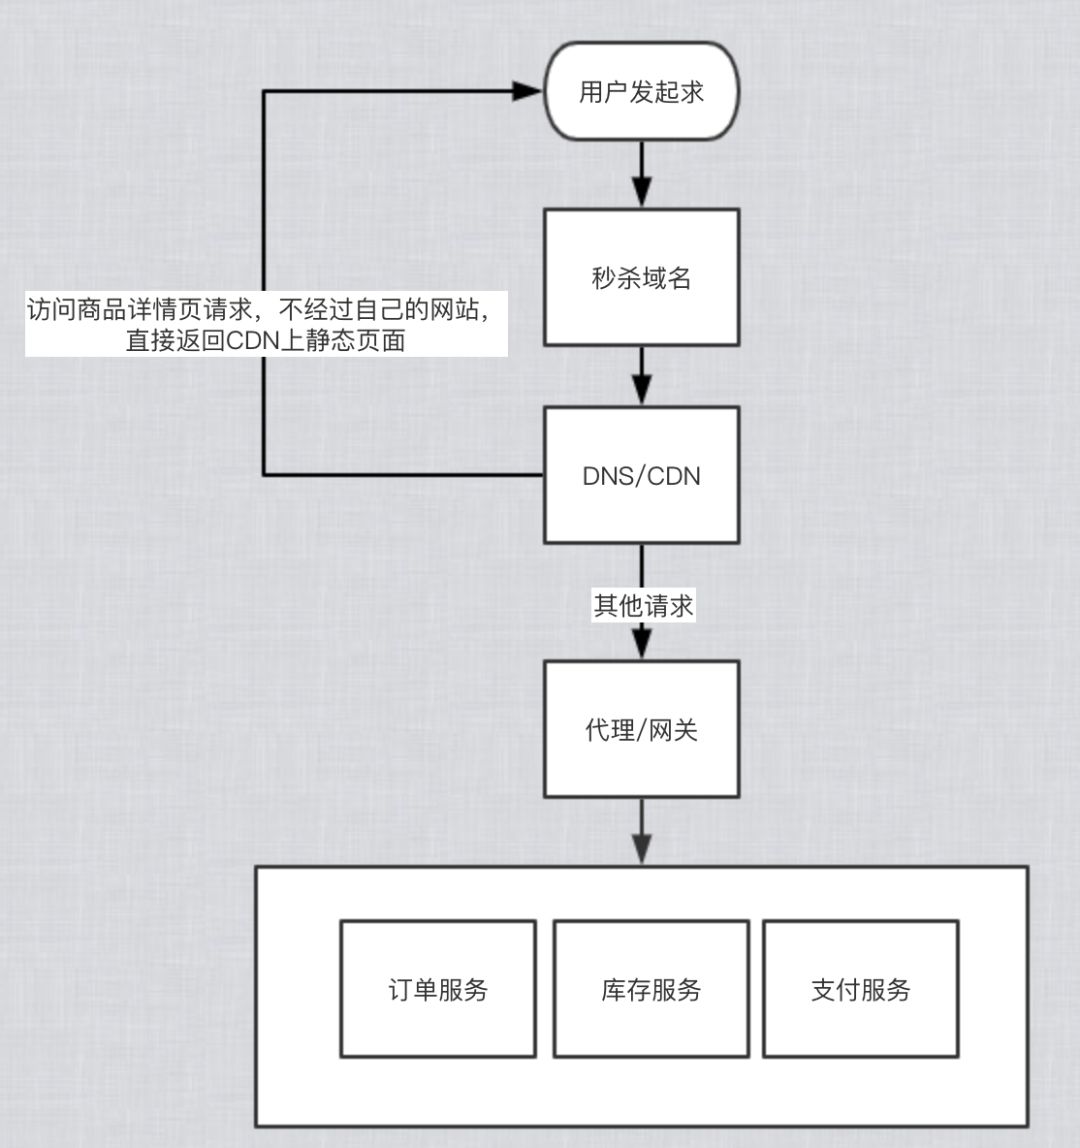 用户发起求
秒杀域名
访问商品详情页请求，不经过自己的网站，
直接返回CDN上静态页面
DNS/CDN
其他请求
代理/网关
订单服务
库存服务
支付服务